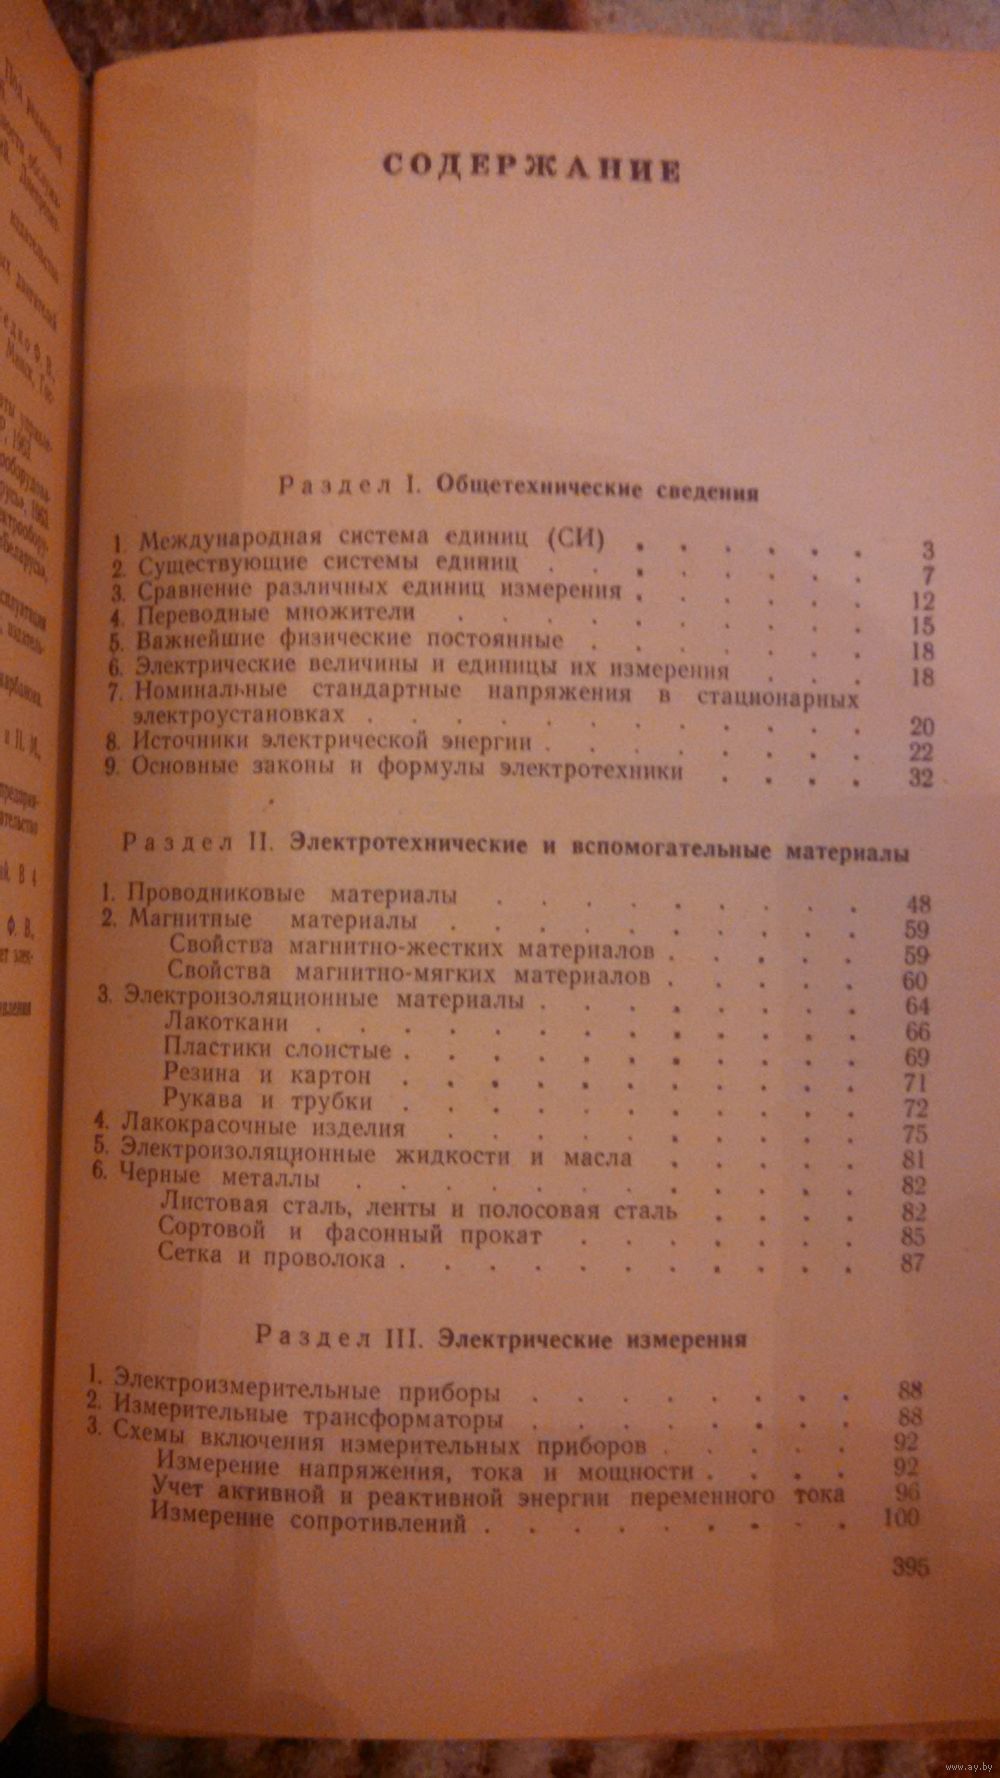 СОДЕРЖАНИЕ
Раздел I. Общетехнические сведения
1. Международная система единиц (СИ) . . . . . . 3
2. Существующие системы единиц . . . . . . . . 7
3. Сравнение различных единиц измерения . . . . . . 12
4. Переводные множители . . . . . . . . . . 15
5. Важнейшие физические постоянные . . . . . . . 18
6. Электрические величины и единицы их измерения . . . 18
7. Номинальные стандартные напряжения в стационарных
электроустановках . . . . . . . . . . . . 20
8. Источники электрической энергии . . . . . . . . 22
9. Основные законы и формулы электротехники . . . . 32
Раздел II. Электротехнические и вспомогательные материалы
1. Проводниковые материалы . . . . . . . . . 48
2. Магнитные материалы . . . . . . . . . . 59
Свойства магнитно-жестких материалов . . . . . 59
Свойства магнитно-мягких материалов . . . . . 60
3. Электроизоляционные материалы . . . . . . . . 64
Лакоткани . . . . . . . . . . . . . 66
Пластики слоистые . . . . . . . . . . . 69
Резина и картон . . . . . . . . . . . 71
Рукава и трубки . . . . . . . . . . . 72
4. Лакокрасочные изделия . . . . . . . . . . 75
5. Электроизоляционные жидкости и масла . . . . . 81
6. Черные металлы . . . . . . . . . . . . 82
Листовая сталь, ленты и полосовая сталь . . . . 82
Сортовой и фасонный прокат . . . . . . . 85
Сетка и проволока . . . . . . . . . . . 87
Раздел III. Электрические измерения
1. Электроизмерительные приборы . . . . . . . . 88
2. Измерительные трансформаторы . . . . . . . . 88
3. Схемы включения измерительных приборов . . . . . 92
Измерение напряжения, тока и мощности . . . . 92
Учет активной и реактивной энергии переменного тока 96
Измерение сопротивлений . . . . . . . . . 100
395
www.ay.by